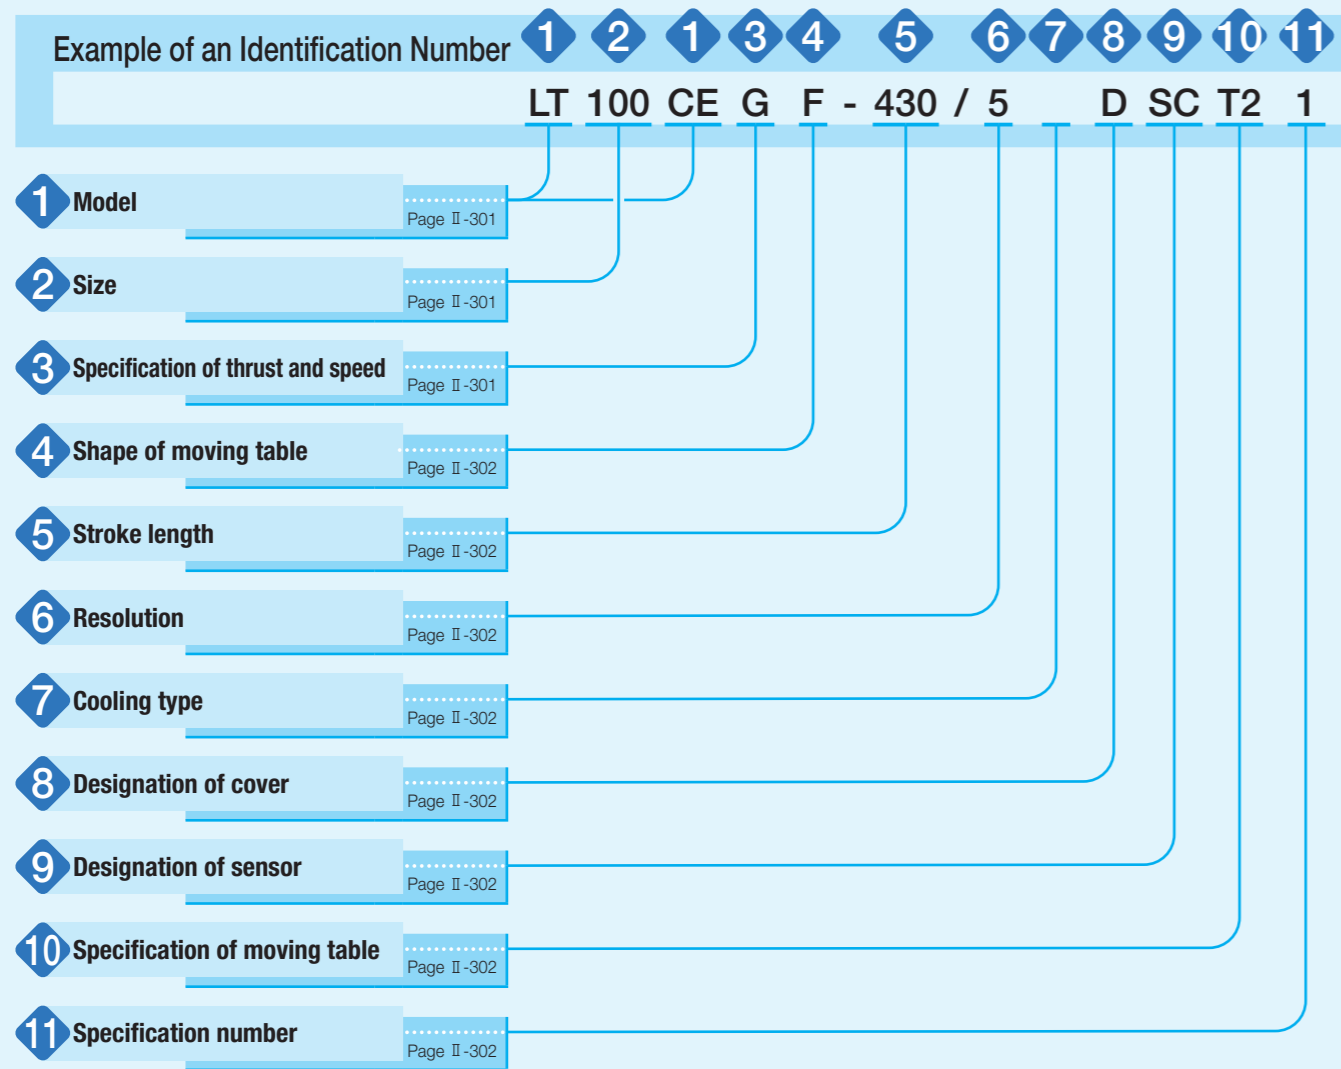 Example of an Identification Number 1 2 1 3 4 5 6 7 8 9 10 11
LT 100 CE G F - 430 / 5 D SC T2 1
1 Model
Page Ⅱ-301
2 Size
Page Ⅱ-301
3 Specification of thrust and speed
Page Ⅱ-301
4 Shape of moving table
Page Ⅱ-302
5 Stroke length
Page Ⅱ-302
6 Resolution
Page Ⅱ-302
7 Cooling type
Page Ⅱ-302
8 Designation of cover
Page Ⅱ-302
9 Designation of sensor
Page Ⅱ-302
10 Specification of moving table
Page Ⅱ-302
11 Specification number
Page Ⅱ-302